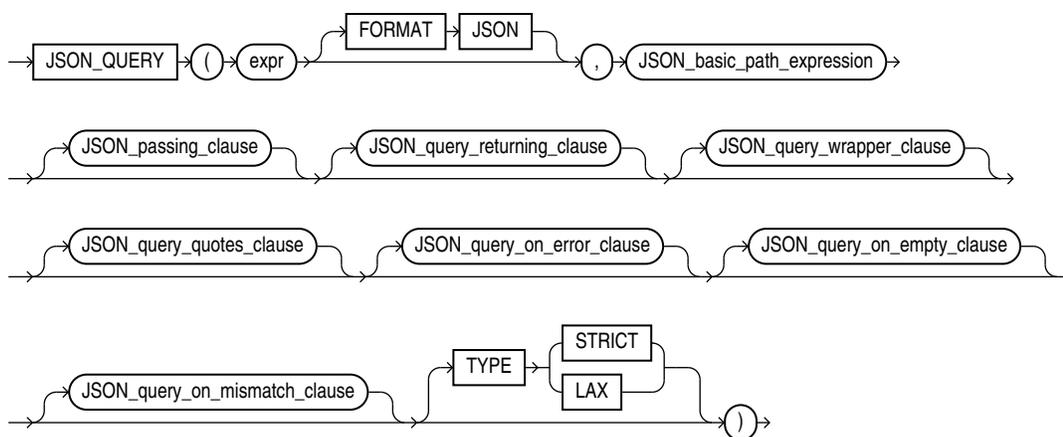 FORMAT JSON
JSON_QUERY ( expr , JSON_basic_path_expression
JSON_passing_clause JSON_query_returning_clause JSON_query_wrapper_clause
JSON_query_quotes_clause JSON_query_on_error_clause JSON_query_on_empty_clause
STRICT
TYPE
JSON_query_on_mismatch_clause LAX
)